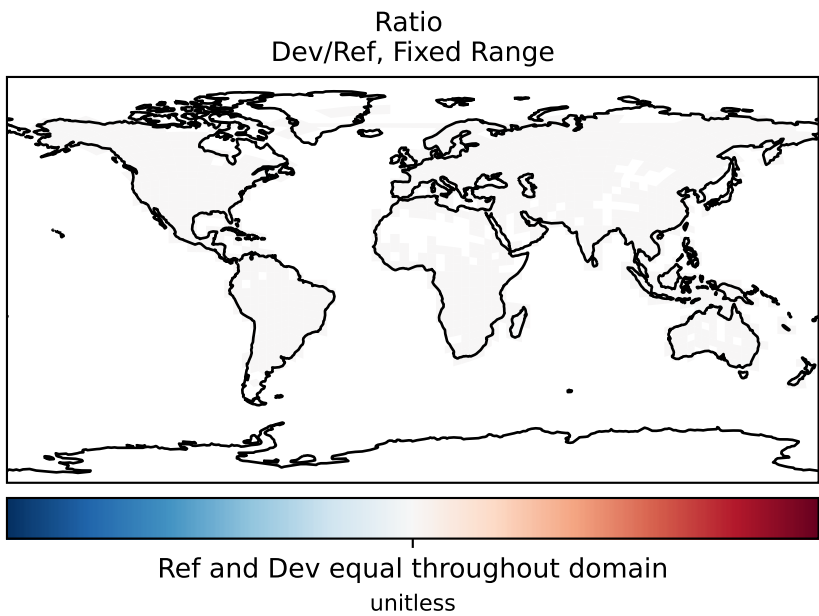 Ratio
Dev/Ref, Fixed Range
Ref and Dev equal throughout domain
unitless